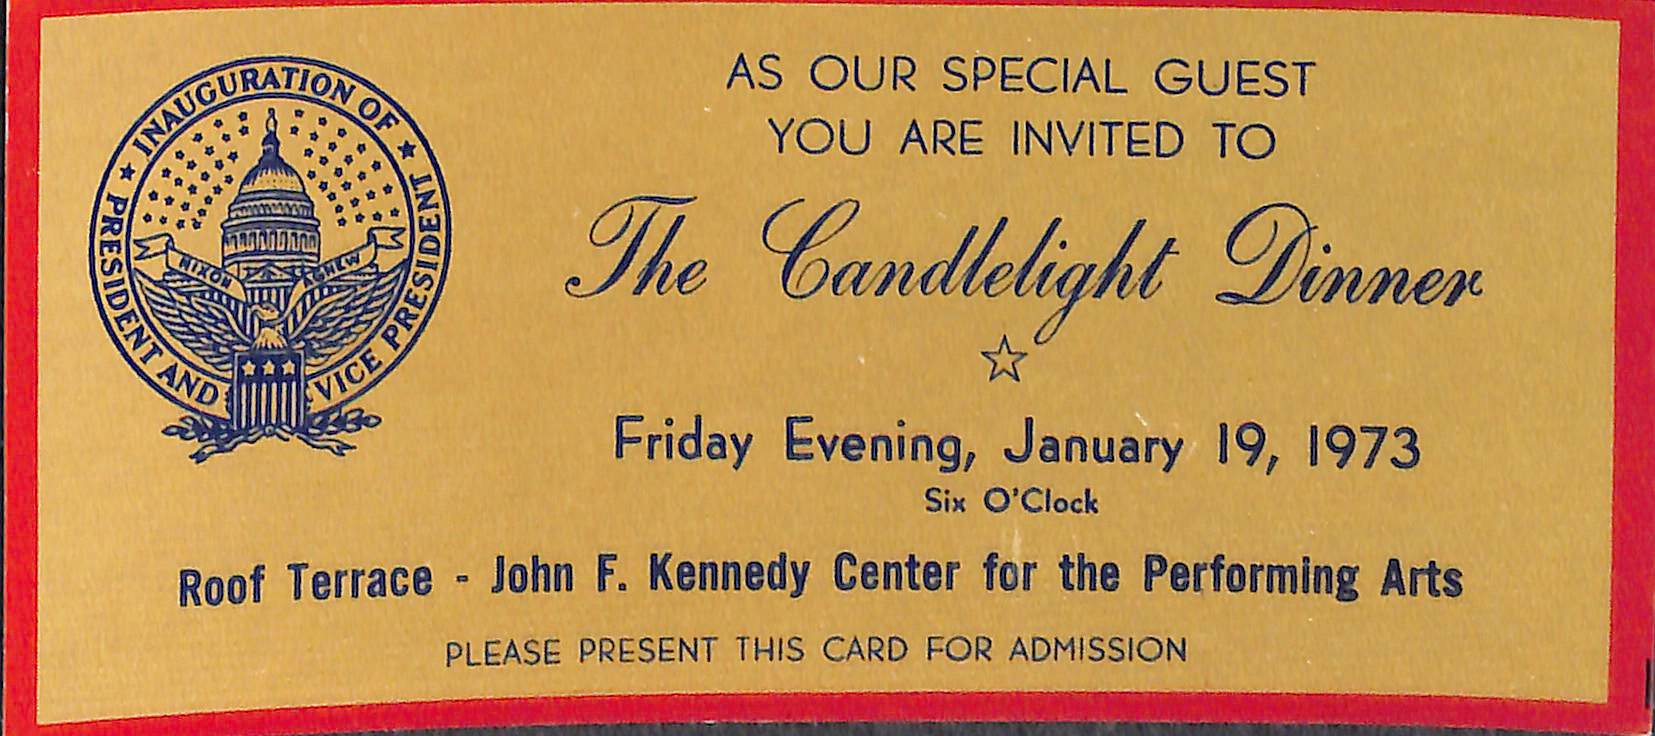 ★ INAUGURATION OF ★
PRESIDENT AND VICE PRESIDENT
NIXON AGNEW
AS OUR SPECIAL GUEST
YOU ARE INVITED TO
The Candlelight Dinner
Friday Evening, January 19, 1973
Six O'Clock
Roof Terrace - John F. Kennedy Center for the Performing Arts
PLEASE PRESENT THIS CARD FOR ADMISSION